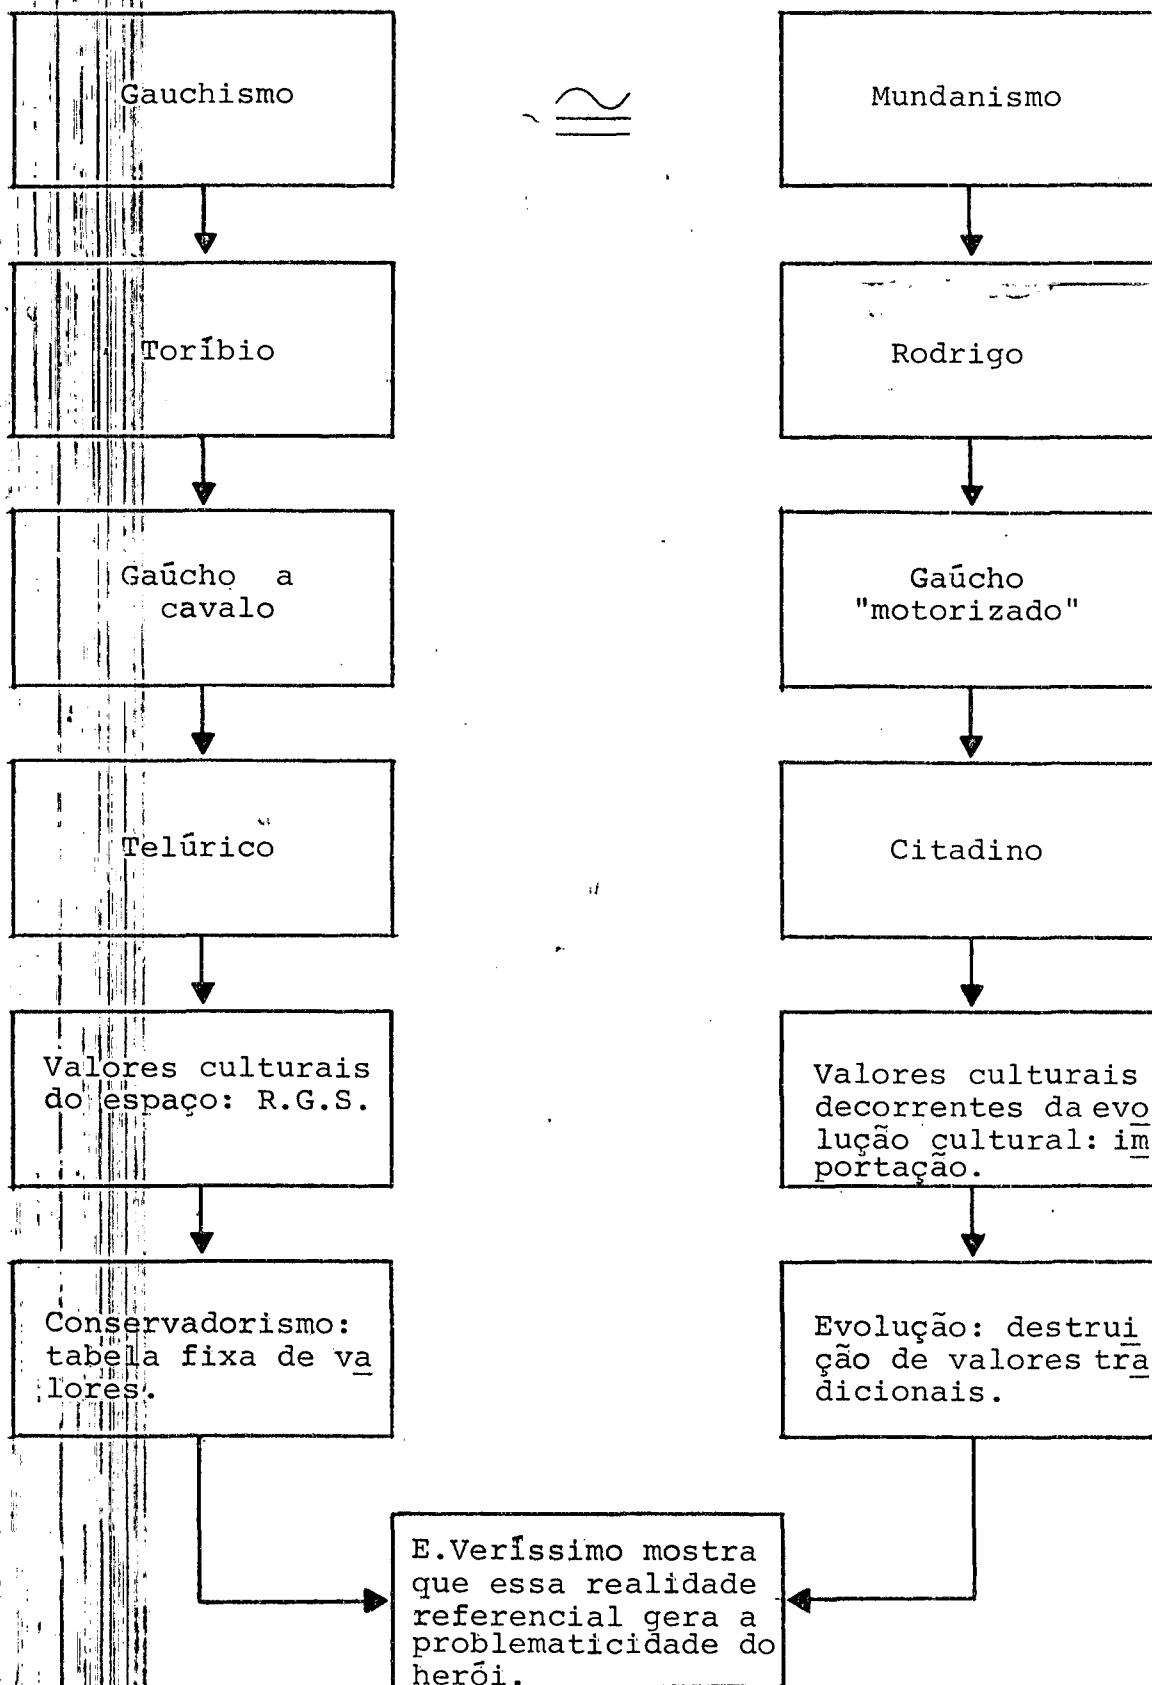 Gauchismo
≅
Mundanismo
Toríbio
Rodrigo
Gaúcho a
cavalo
Gaúcho
"motorizado"
Telúrico
Citadino
Valores culturais
do espaço: R.G.S.
Valores culturais
decorrentes da evo
lução cultural: im
portação.
Conservadorismo:
tabela fixa de va
lores.
Evolução: destrui
ção de valores tra
dicionais.
E.Veríssimo mostra
que essa realidade
referencial gera a
problematicidade do
herói.